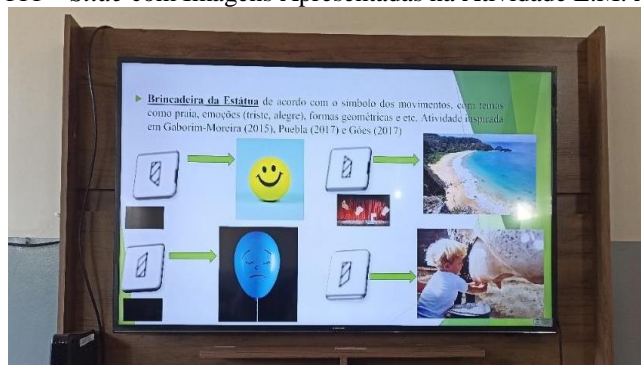 com Imagens Apresentadas na Atividade E.M.
Brincadeira da Estátua de acordo com o símbolo dos movimentos, com temas
como praia, emoções (triste, alegre), formas geométricas e etc. Atividade inspirada
em Gaborim-Moreira (2015), Puebla (2017) e Góes (2017)